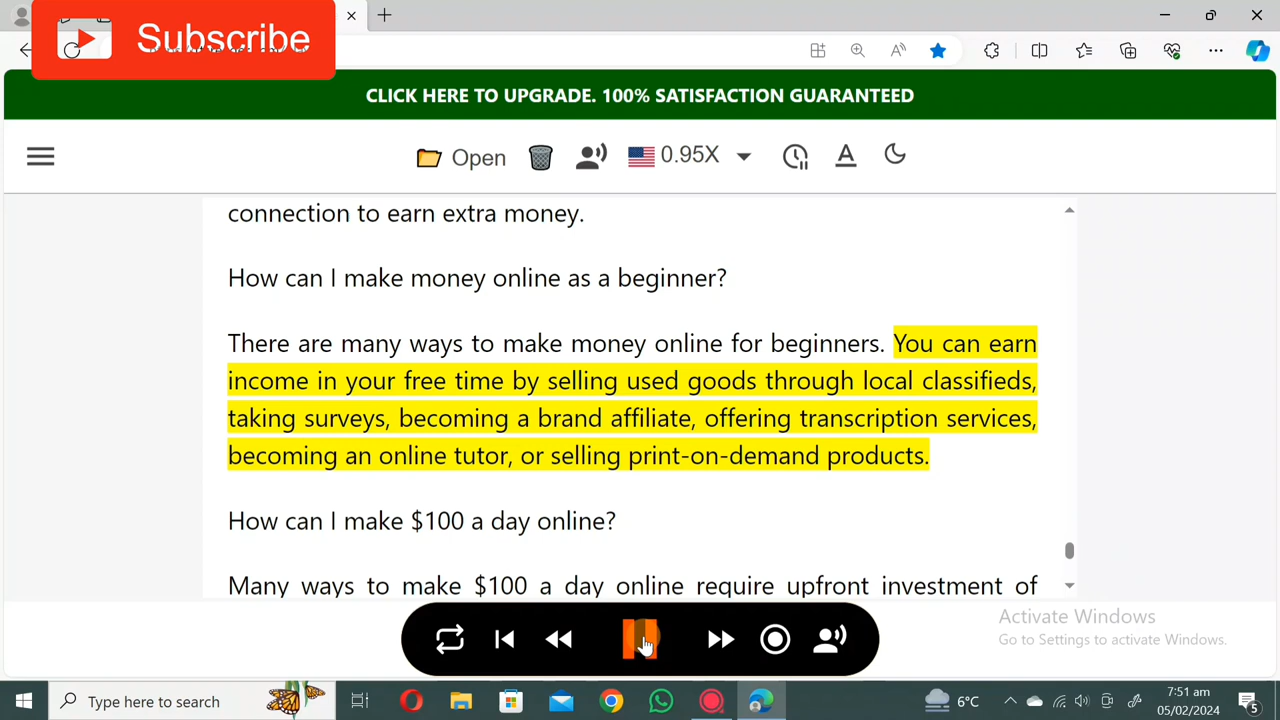 Subscribe
CLICK HERE TO UPGRADE. 100% SATISFACTION GUARANTEED
Open
0.95X
connection to earn extra money.
How can I make money online as a beginner?
There are many ways to make money online for beginners. You can earn
income in your free time by selling used goods through local classifieds,
taking surveys, becoming a brand affiliate, offering transcription services,
becoming an online tutor, or selling print-on-demand products.
How can I make $100 a day online?
Many ways to make $100 a day online require upfront investment of
Activate Windows
Go to Settings to activate Windows.
Type here to search
6°C
7:51 am
05/02/2024
5